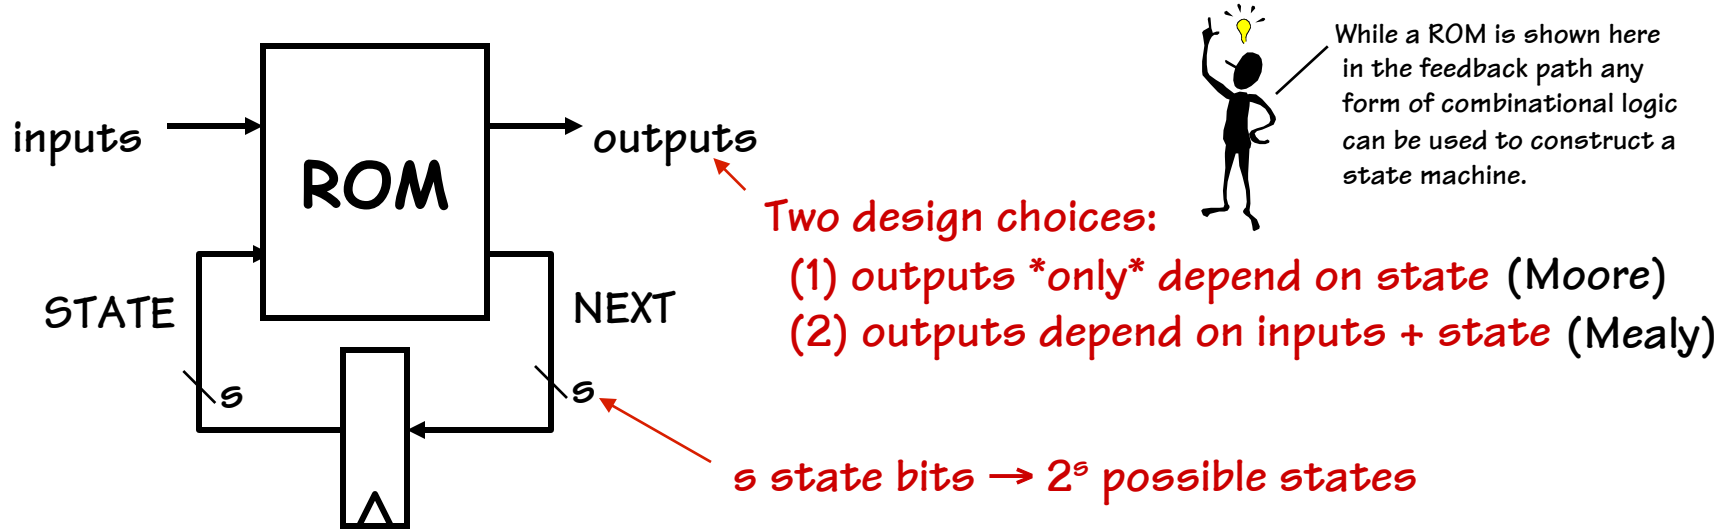 inputs
ROM
outputs
STATE
NEXT
s
s
While a ROM is shown here
in the feedback path any
form of combinational logic
can be used to construct a
state machine.
Two design choices:
(1) outputs *only* depend on state (Moore)
(2) outputs depend on inputs + state (Mealy)
s state bits → 2ˢ possible states